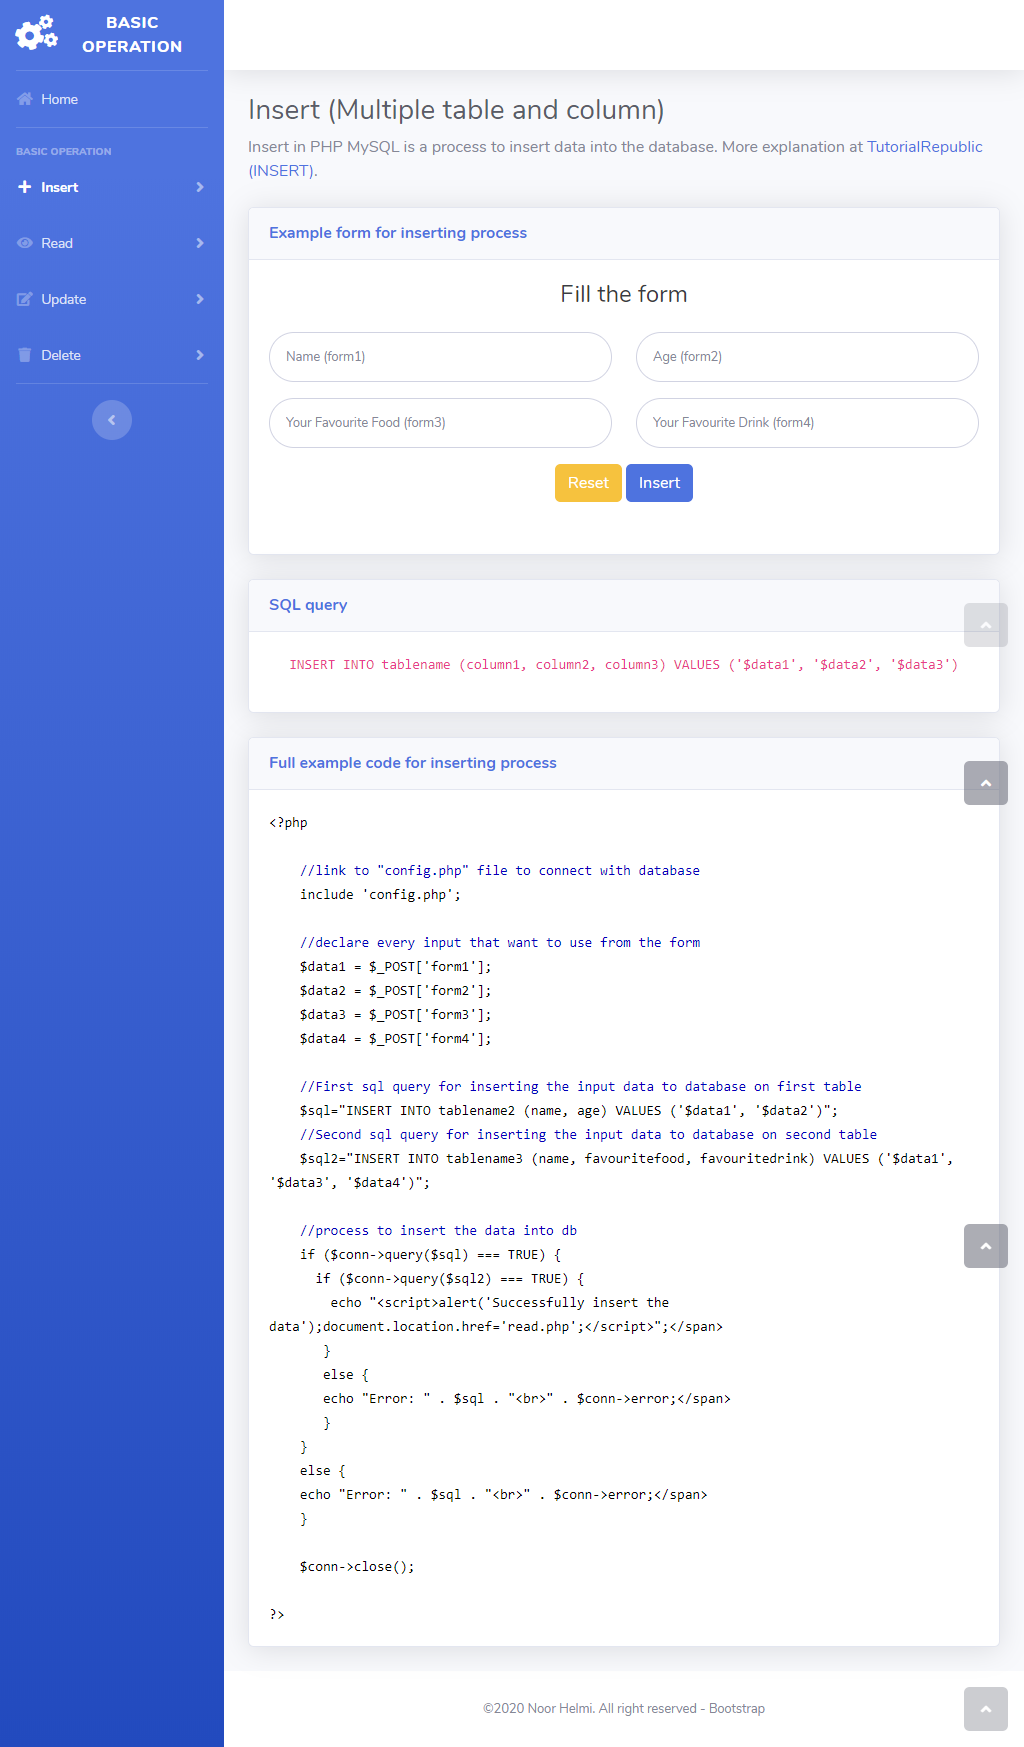 BASIC
OPERATION
Home
BASIC OPERATION
Insert
Read
Update
Delete
Insert (Multiple table and column)
Insert in PHP MySQL is a process to insert data into the database. More explanation at TutorialRepublic
(INSERT).
Example form for inserting process
Fill the form
Name (form1)
Age (form2)
Your Favourite Food (form3)
Your Favourite Drink (form4)
Reset Insert
SQL query
INSERT INTO tablename (column1, column2, column3) VALUES ('$data1', '$data2', '$data3')
Full example code for inserting process
<?php
//link to "config.php" file to connect with database
include 'config.php';
//declare every input that want to use from the form
$data1 = $_POST['form1'];
$data2 = $_POST['form2'];
$data3 = $_POST['form3'];
$data4 = $_POST['form4'];
//First sql query for inserting the input data to database on first table
$sql="INSERT INTO tablename2 (name, age) VALUES ('$data1', '$data2')";
//Second sql query for inserting the input data to database on second table
$sql2="INSERT INTO tablename3 (name, favouritefood, favouritedrink) VALUES ('$data1',
'$data3', '$data4')";
//process to insert the data into db
if ($conn->query($sql) === TRUE) {
if ($conn->query($sql2) === TRUE) {
echo "<script>alert('Successfully insert the
data');document.location.href='read.php';</script>";</span>
}
else {
echo "Error: " . $sql . "<br>" . $conn->error;</span>
}
}
else {
echo "Error: " . $sql . "<br>" . $conn->error;</span>
}
$conn->close();
?>
©2020 Noor Helmi. All right reserved - Bootstrap